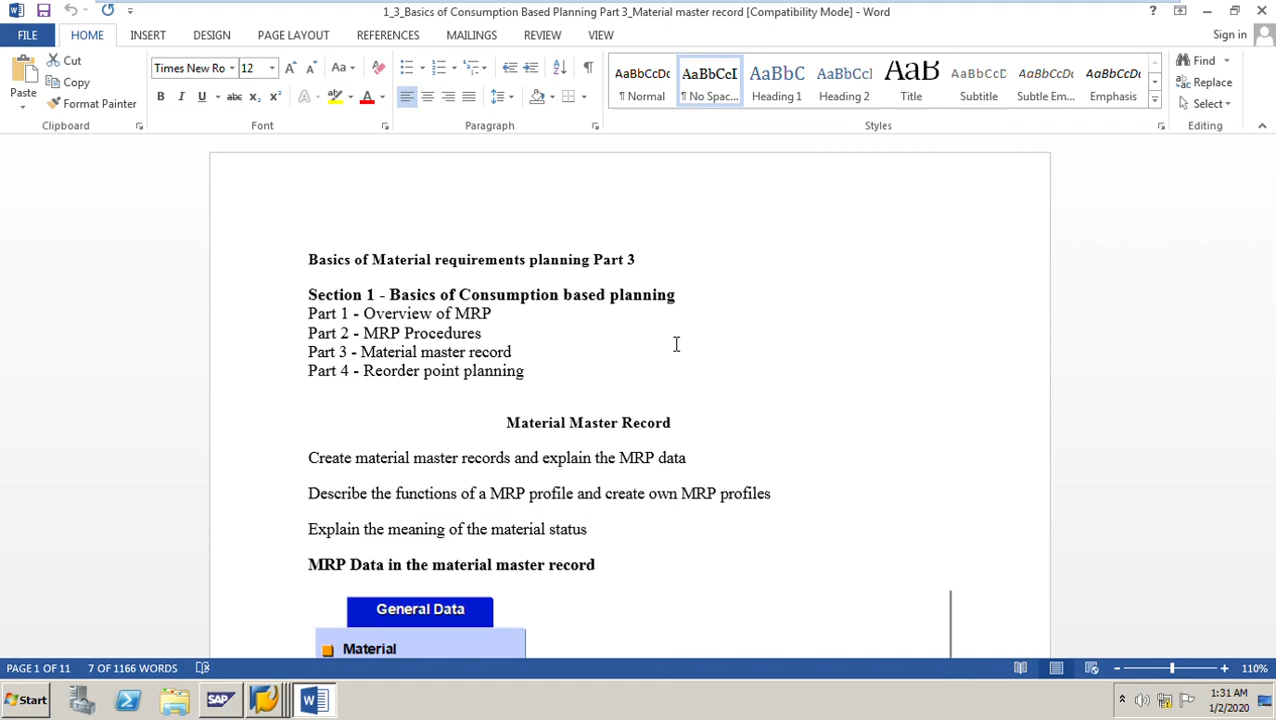 1_3_Basics of Consumption Based Planning Part 3_Material master record [Compatibility Mode] - Word
FILE HOME INSERT DESIGN PAGE LAYOUT REFERENCES MAILINGS REVIEW VIEW Sign in
Paste
Cut
Copy
Format Painter
Clipboard
Times New Ro 12
Font
Paragraph
AaBbCcDc AaBbCcI AaBbC AaBbCc AaB AaBbCcD AaBbCcDc AaBbCcDc
¶ Normal ¶ No Spac... Heading 1 Heading 2 Title Subtitle Subtle Em... Emphasis
Styles
Find
Replace
Select
Editing
Basics of Material requirements planning Part 3
Section 1 - Basics of Consumption based planning
Part 1 - Overview of MRP
Part 2 - MRP Procedures
Part 3 - Material master record
Part 4 - Reorder point planning
Material Master Record
Create material master records and explain the MRP data
Describe the functions of a MRP profile and create own MRP profiles
Explain the meaning of the material status
MRP Data in the material master record
General Data
Material
PAGE 1 OF 11 7 OF 1166 WORDS 110%
Start SAP 1:31 AM
1/2/2020